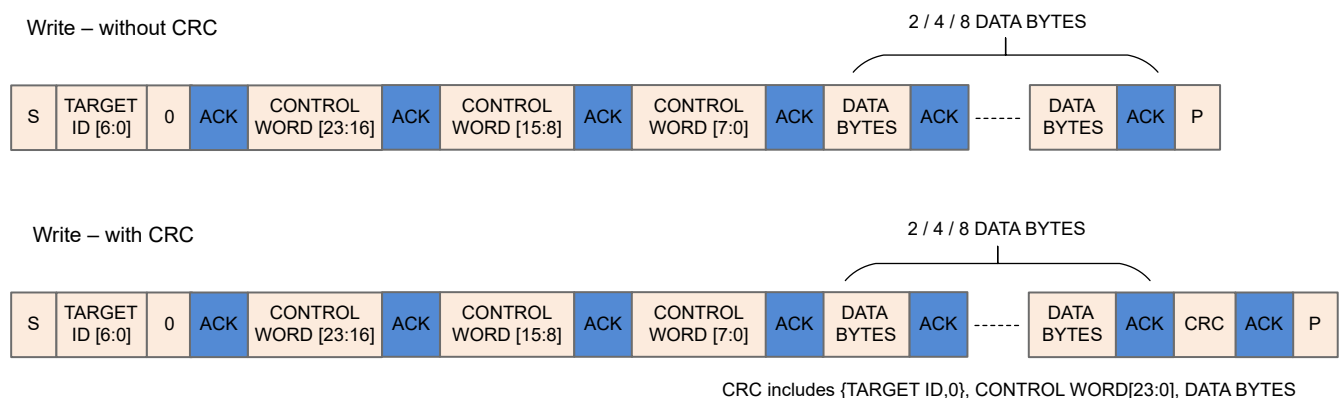 Write – without CRC
2 / 4 / 8 DATA BYTES
S TARGET ID [6:0] 0 ACK CONTROL WORD [23:16] ACK CONTROL WORD [15:8] ACK CONTROL WORD [7:0] ACK DATA BYTES ACK ------ DATA BYTES ACK P
Write – with CRC
2 / 4 / 8 DATA BYTES
S TARGET ID [6:0] 0 ACK CONTROL WORD [23:16] ACK CONTROL WORD [15:8] ACK CONTROL WORD [7:0] ACK DATA BYTES ACK ------ DATA BYTES ACK CRC ACK P
CRC includes {TARGET ID,0}, CONTROL WORD[23:0], DATA BYTES